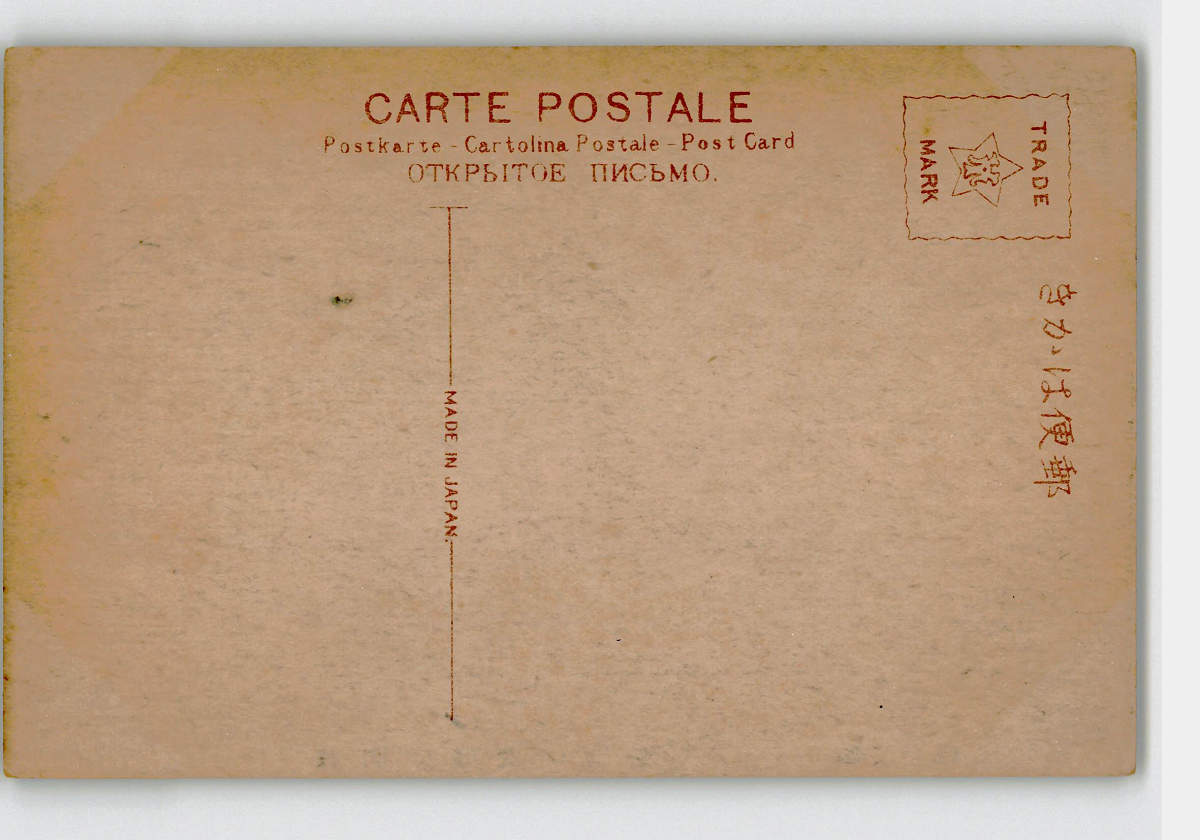 CARTE POSTALE
Postkarte - Cartolina Postale - Post Card
ОТКРЫТОЕ ПИСЬМО.
TRADE
MARK
きがは便郵
MADE IN JAPAN.